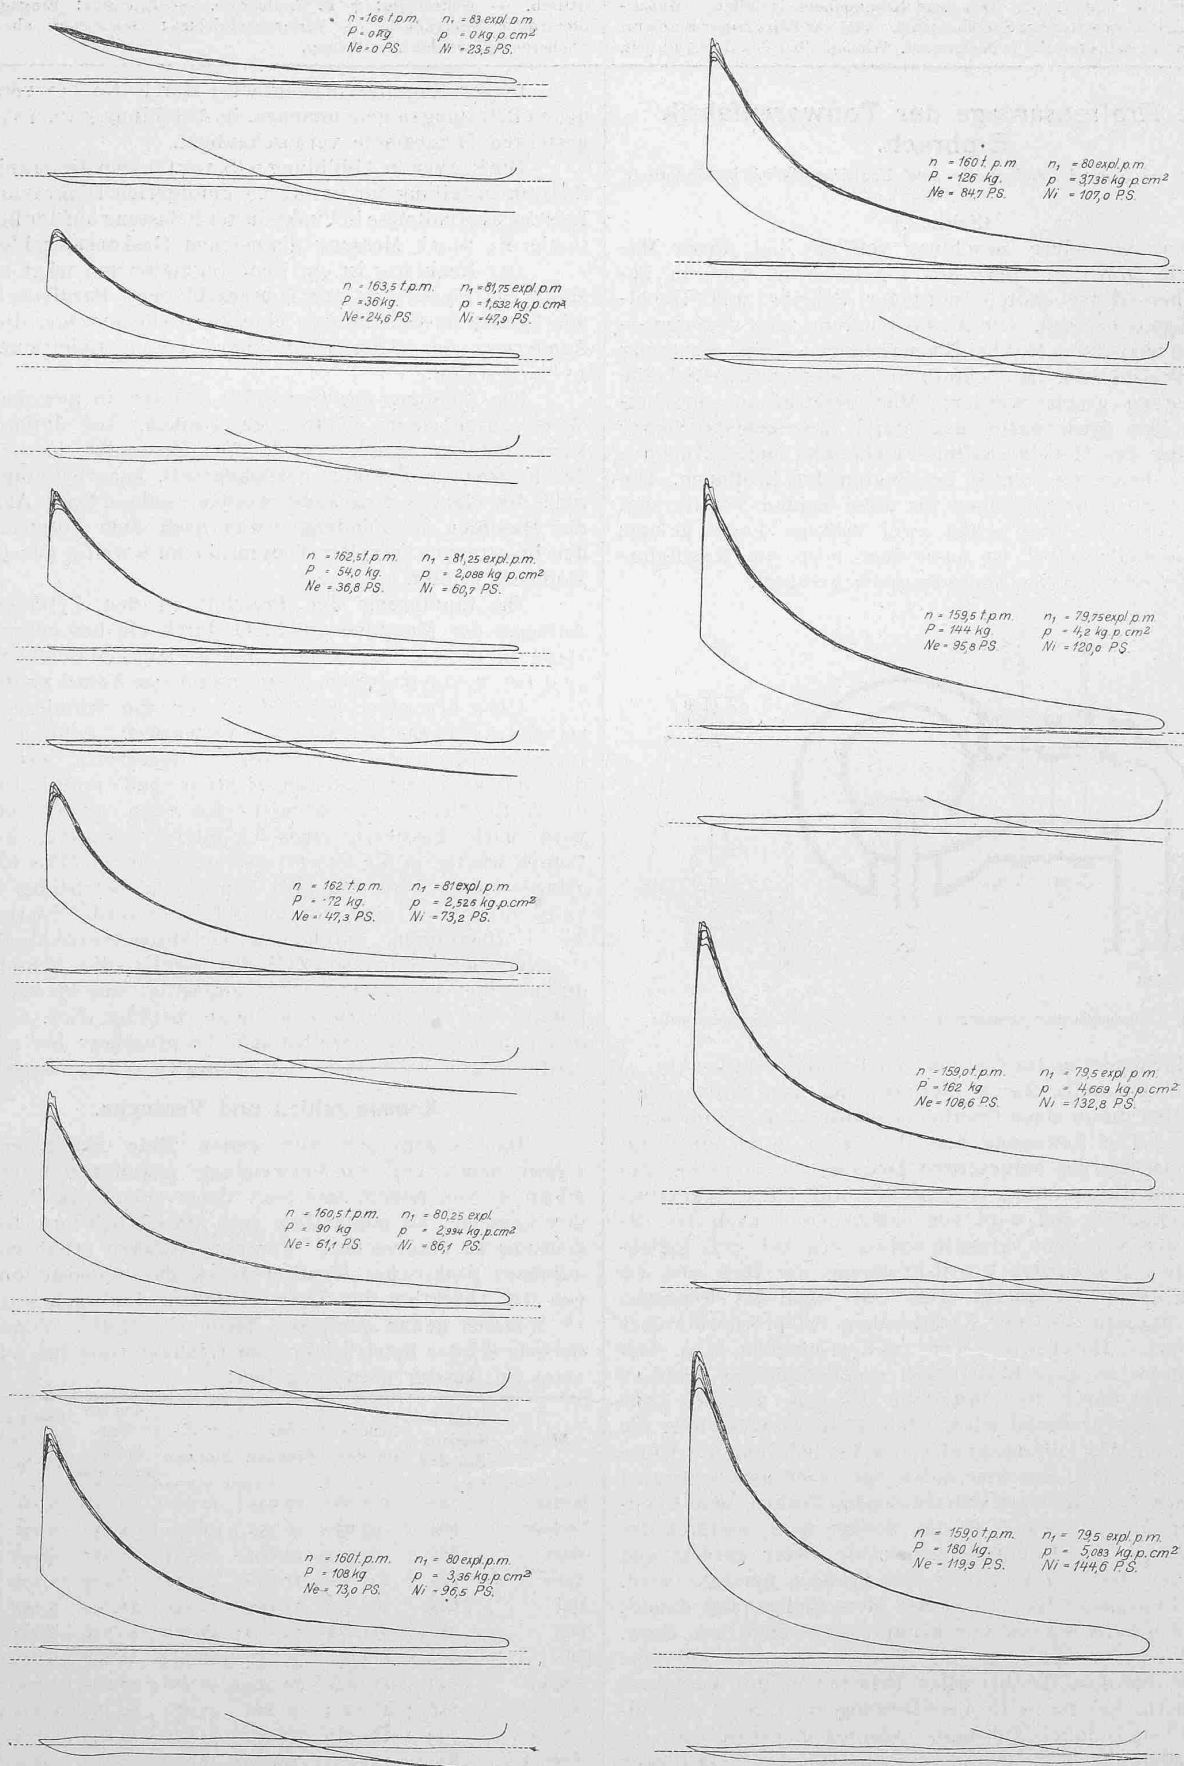 n = 166 t.p.m. n₁ = 83 expl.p.m
P = 0 kg p = 0 kg.p.cm²
Ne = 0 PS. Ni = 23,5 PS.
n = 163,5 t.p.m. n₁ = 81,75 expl.p.m
P = 36 kg. p = 1,632 kg p.cm²
Ne = 24,6 PS. Ni = 47,9 PS.
n = 162,5 t.p.m. n₁ = 81,25 expl.p.m.
P = 54,0 kg. p = 2,088 kg p.cm²
Ne = 36,8 PS. Ni = 60,7 PS.
n = 162 t.p.m. n₁ = 81 expl.p.m
P = 72 kg. p = 2,526 kg.p.cm²
Ne = 47,3 PS. Ni = 73,2 PS.
n = 160,5 t.p.m. n₁ = 80,25 expl.
P = 90 kg p = 2,994 kg.p.cm²
Ne = 61,1 PS. Ni = 86,1 PS.
n = 160 t.p.m. n₁ = 80 expl.p.m.
P = 108 kg p = 3,36 kg.p.cm²
Ne = 73,0 PS. Ni = 96,5 PS.
n = 160 t.p.m n₁ = 80 expl.p.m.
P = 126 kg. p = 3,736 kg p.cm²
Ne = 84,7 P.S. Ni = 107,0 P.S.
n = 159,5 t.p.m. n₁ = 79,75 expl.p.m
P = 144 kg. p = 4,2 kg p.cm²
Ne = 95,8 PS. Ni = 120,0 PS.
n = 159,0 t.p.m. n₁ = 79,5 expl.p.m.
P = 162 kg p = 4,669 kg.p.cm²
Ne = 108,6 PS. Ni = 132,8 PS.
n = 159,0 t.p.m. n₁ = 79,5 expl.p.m.
P = 180 kg. p = 5,083 kg.p.cm²
Ne = 119,9 PS. Ni = 144,6 P.S.